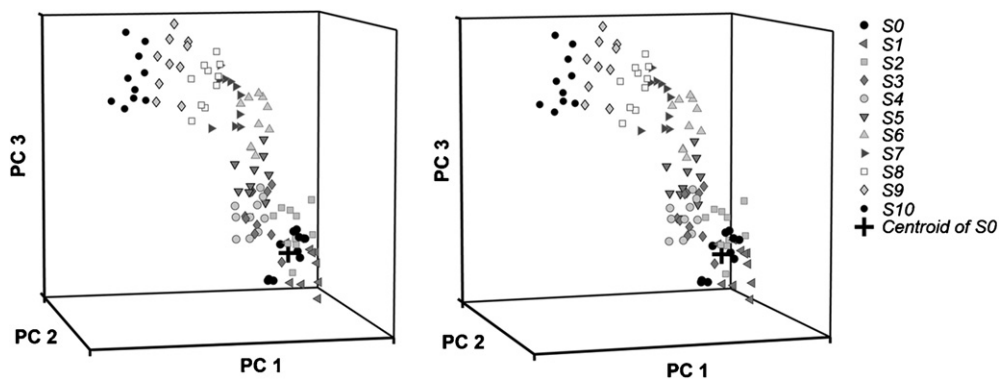 PC 3
PC 2
PC 1
PC 3
PC 2
PC 1
S0
S1
S2
S3
S4
S5
S6
S7
S8
S9
S10
Centroid of S0